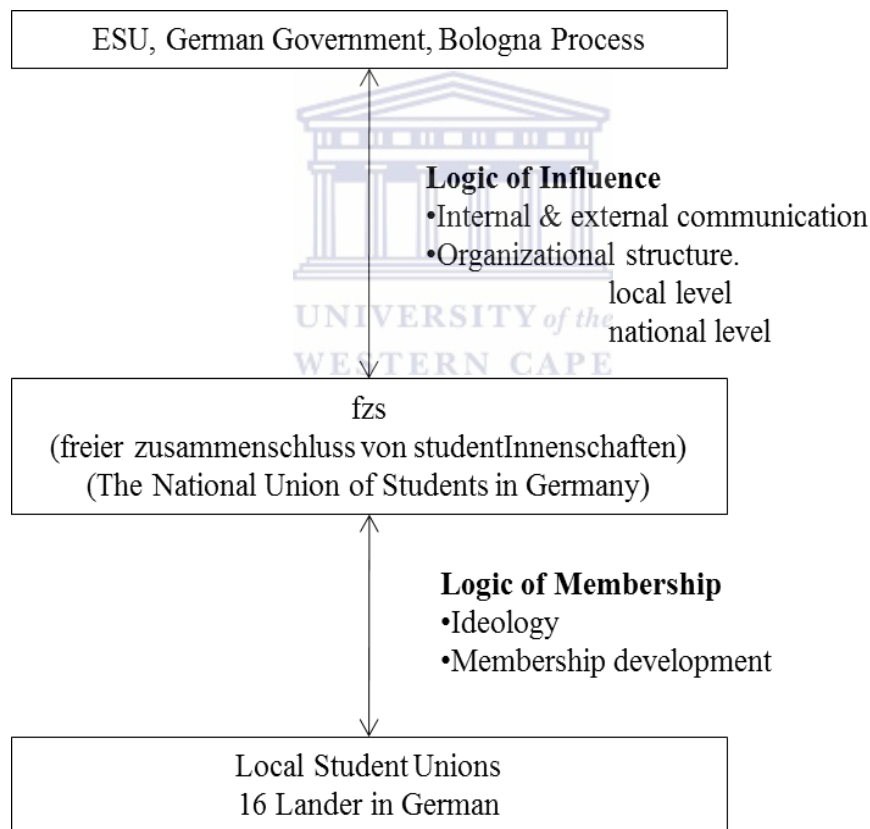 ESU, German Government, Bologna Process
Logic of Influence
•Internal & external communication
•Organizational structure.
local level
national level
UNIVERSITY of the
WESTERN CAPE
fzs
(freier zusammenschluss von studentInnenschaften)
(The National Union of Students in Germany)
Logic of Membership
•Ideology
•Membership development
Local Student Unions
16 Lander in German